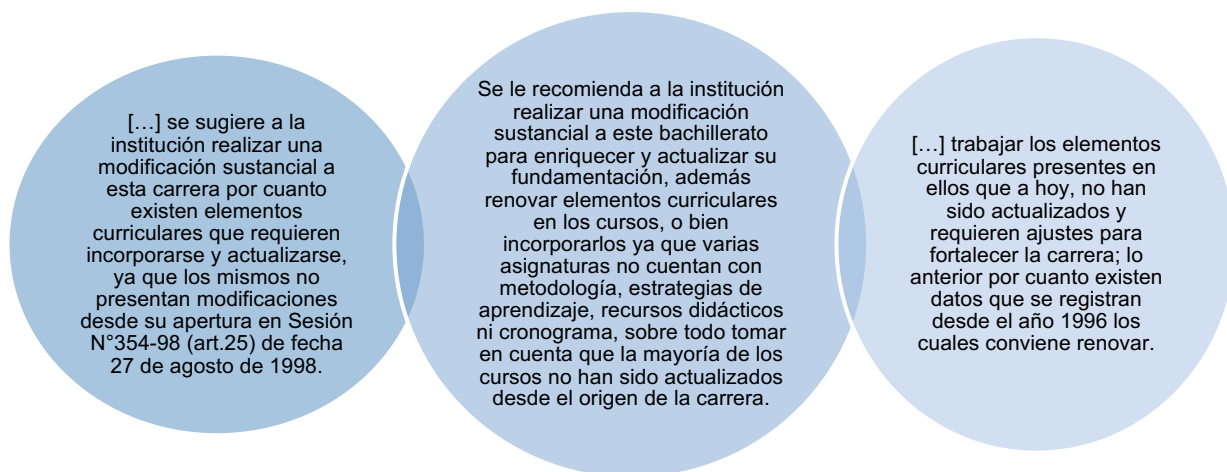 […] se sugiere a la
institución realizar una
modificación sustancial a
esta carrera por cuanto
existen elementos
curriculares que requieren
incorporarse y actualizarse,
ya que los mismos no
presentan modificaciones
desde su apertura en Sesión
N°354-98 (art.25) de fecha
27 de agosto de 1998.
Se le recomienda a la institución
realizar una modificación
sustancial a este bachillerato
para enriquecer y actualizar su
fundamentación, además
renovar elementos curriculares
en los cursos, o bien
incorporarlos ya que varias
asignaturas no cuentan con
metodología, estrategias de
aprendizaje, recursos didácticos
ni cronograma, sobre todo tomar
en cuenta que la mayoría de los
cursos no han sido actualizados
desde el origen de la carrera.
[…] trabajar los elementos
curriculares presentes en
ellos que a hoy, no han
sido actualizados y
requieren ajustes para
fortalecer la carrera; lo
anterior por cuanto existen
datos que se registran
desde el año 1996 los
cuales conviene renovar.